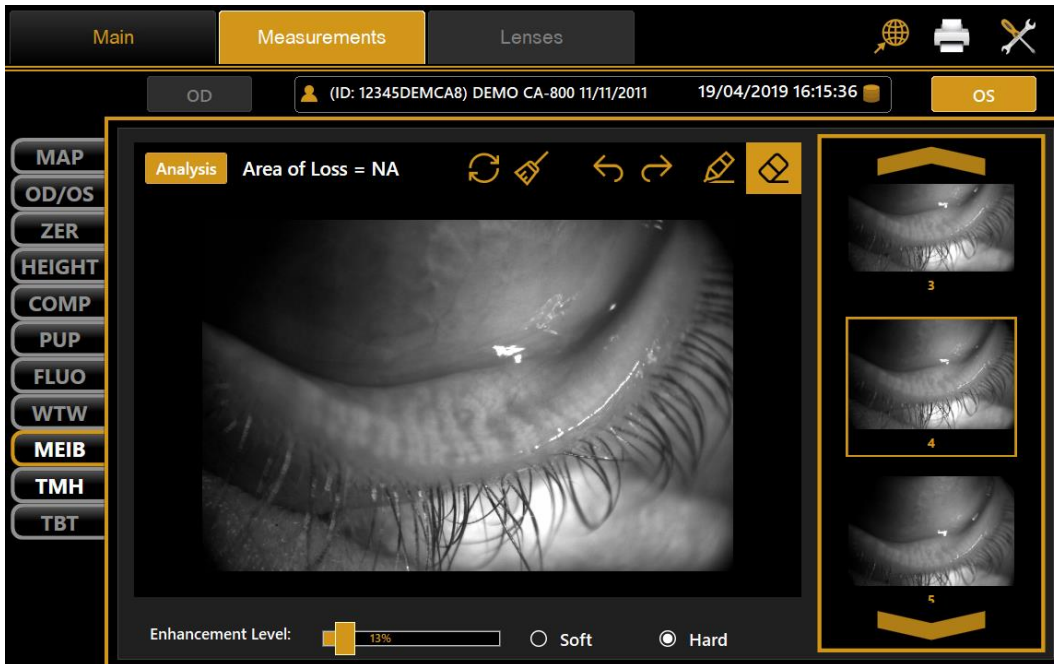 Main Measurements Lenses
OD (ID: 12345DEMCA8) DEMO CA-800 11/11/2011 19/04/2019 16:15:36 OS
MAP
OD/OS
ZER
HEIGHT
COMP
PUP
FLUO
WTW
MEIB
TMH
TBT
Analysis Area of Loss = NA
3
4
5
Enhancement Level: 13% Soft Hard